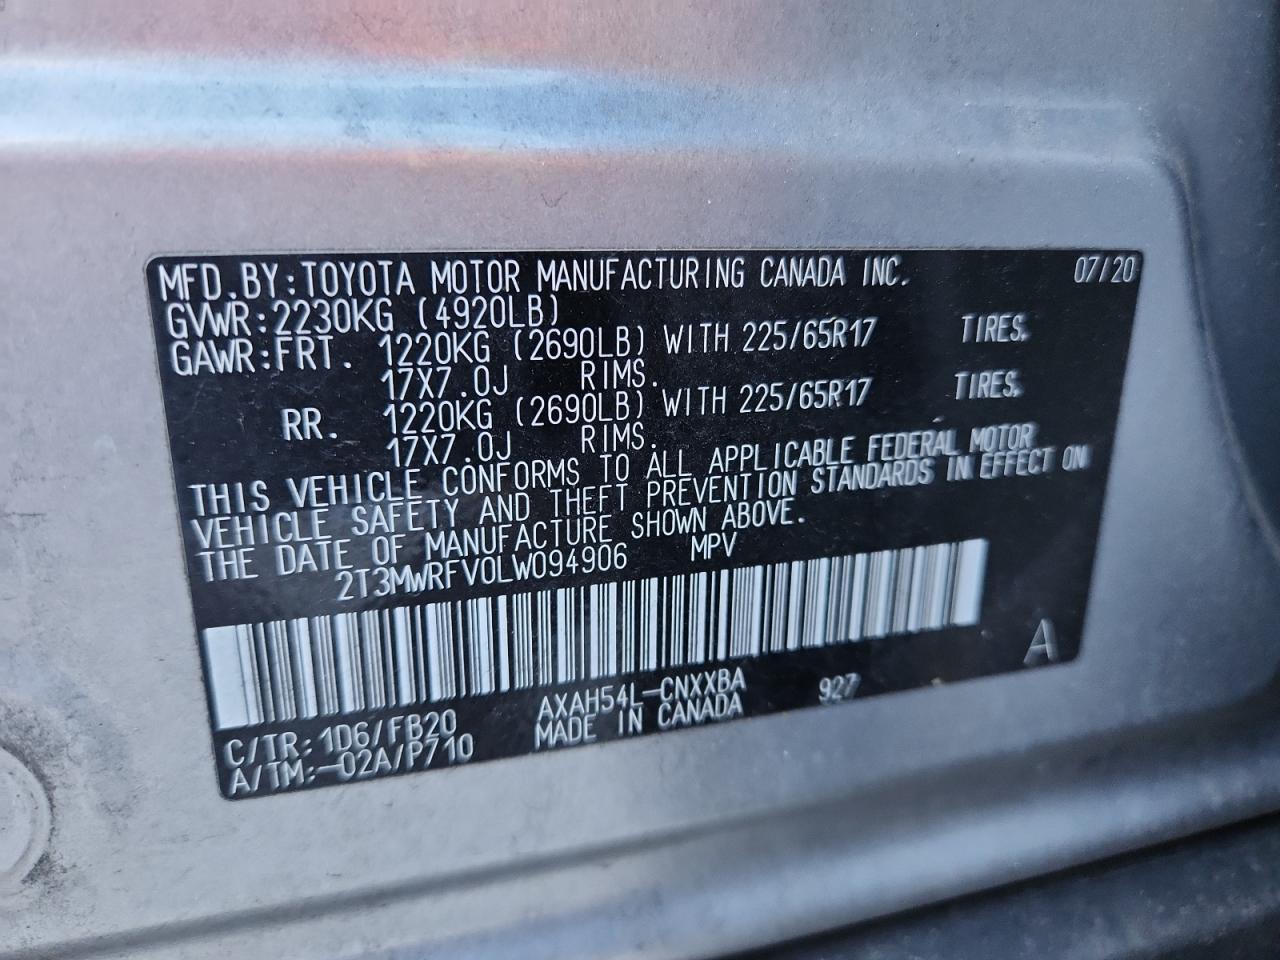 MFD.BY:TOYOTA MOTOR MANUFACTURING CANADA INC. 07/20
GVWR:2230KG (4920LB)
GAWR:FRT. 1220KG (2690LB) WITH 225/65R17 TIRES.
17X7.0J RIMS.
RR. 1220KG (2690LB) WITH 225/65R17 TIRES.
17X7.0J RIMS.
THIS VEHICLE CONFORMS TO ALL APPLICABLE FEDERAL MOTOR
VEHICLE SAFETY AND THEFT PREVENTION STANDARDS IN EFFECT ON
THE DATE OF MANUFACTURE SHOWN ABOVE.
2T3MWRFV0LW094906 MPV
A
AXAH54L-CNXXBA 927
C/TR:1D6/FB20 MADE IN CANADA
A/TM:-02A/P710